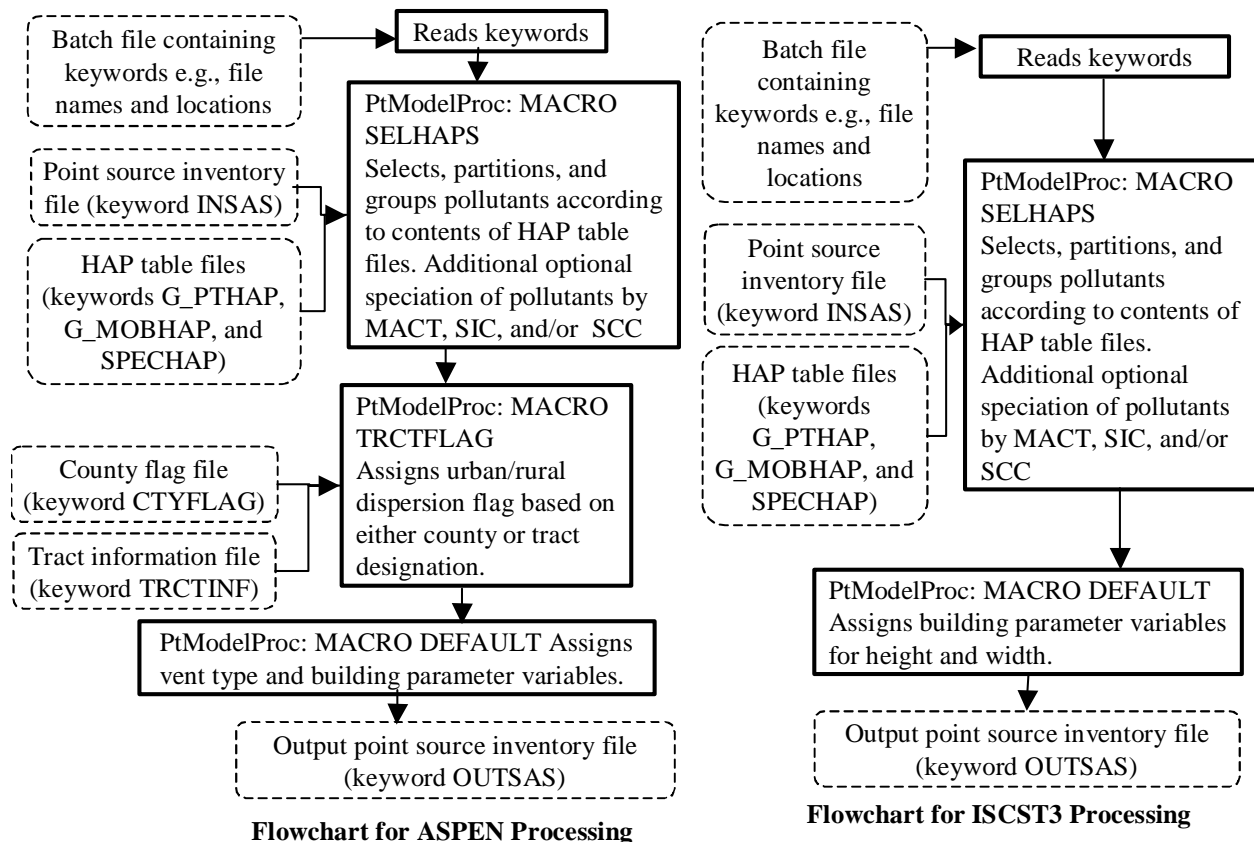 Batch file containing
keywords e.g., file
names and locations
Reads keywords
PtModelProc: MACRO
SELHAPS
Selects, partitions, and
groups pollutants according
to contents of HAP table
files. Additional optional
speciation of pollutants by
MACT, SIC, and/or SCC
Point source inventory
file (keyword INSAS)
HAP table files
(keywords G_PTHAP,
G_MOBHAP, and
SPECHAP)
PtModelProc: MACRO
TRCTFLAG
Assigns urban/rural
dispersion flag based on
either county or tract
designation.
County flag file
(keyword CTYFLAG)
Tract information file
(keyword TRCTINF)
PtModelProc: MACRO DEFAULT Assigns
vent type and building parameter variables.
Output point source inventory file
(keyword OUTSAS)
Flowchart for ASPEN Processing
Batch file
containing
keywords e.g., file
names and
locations
Reads keywords
PtModelProc: MACRO
SELHAPS
Selects, partitions, and
groups pollutants
according to contents of
HAP table files.
Additional optional
speciation of pollutants
by MACT, SIC, and/or
SCC
Point source
inventory file
(keyword INSAS)
HAP table files
(keywords
G_PTHAP,
G_MOBHAP, and
SPECHAP)
PtModelProc: MACRO DEFAULT
Assigns building parameter variables
for height and width.
Output point source inventory file
(keyword OUTSAS)
Flowchart for ISCST3 Processing